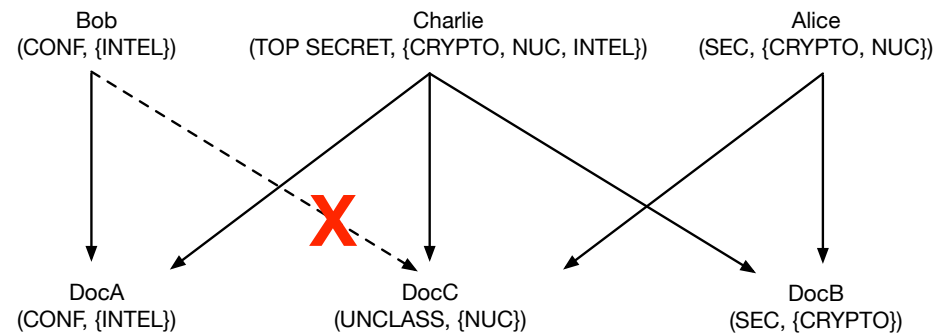 Bob
(CONF, {INTEL})
Charlie
(TOP SECRET, {CRYPTO, NUC, INTEL})
Alice
(SEC, {CRYPTO, NUC})
X
DocA
(CONF, {INTEL})
DocC
(UNCLASS, {NUC})
DocB
(SEC, {CRYPTO})